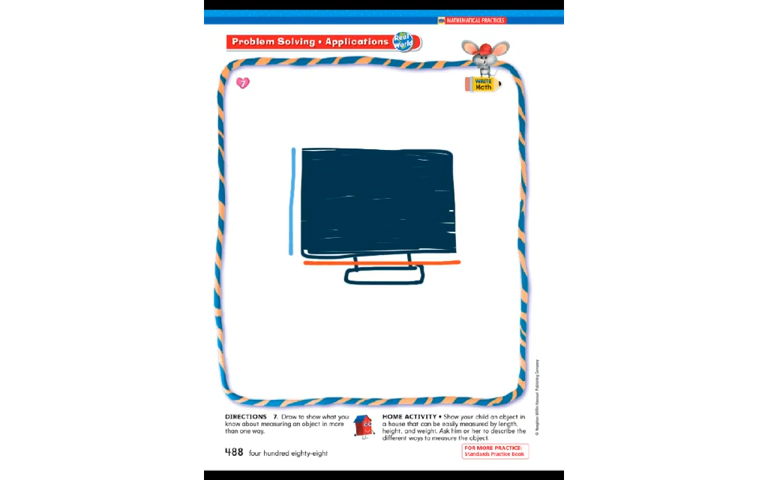 MATHEMATICAL PRACTICES
Problem Solving • Applications Real World
7
WRITE
Math
DIRECTIONS 7. Draw to show what you
know about measuring an object in more
than one way.
HOME ACTIVITY • Show your child an object in
a house that can be easily measured by length,
height, and weight. Ask him or her to describe the
different ways to measure the object.
488 four hundred eighty-eight
FOR MORE PRACTICE:
Standards Practice Book
© Houghton Mifflin Harcourt Publishing Company